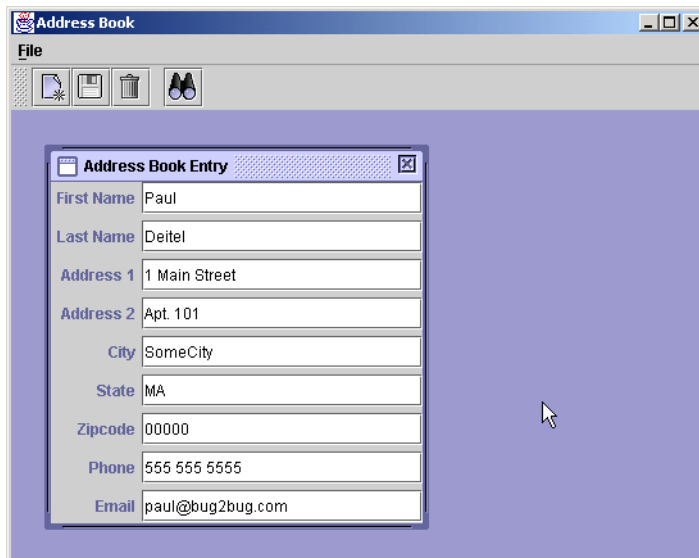 Address Book
File
Address Book Entry
First Name Paul
Last Name Deitel
Address 1 1 Main Street
Address 2 Apt. 101
City SomeCity
State MA
Zipcode 00000
Phone 555 555 5555
Email paul@bug2bug.com